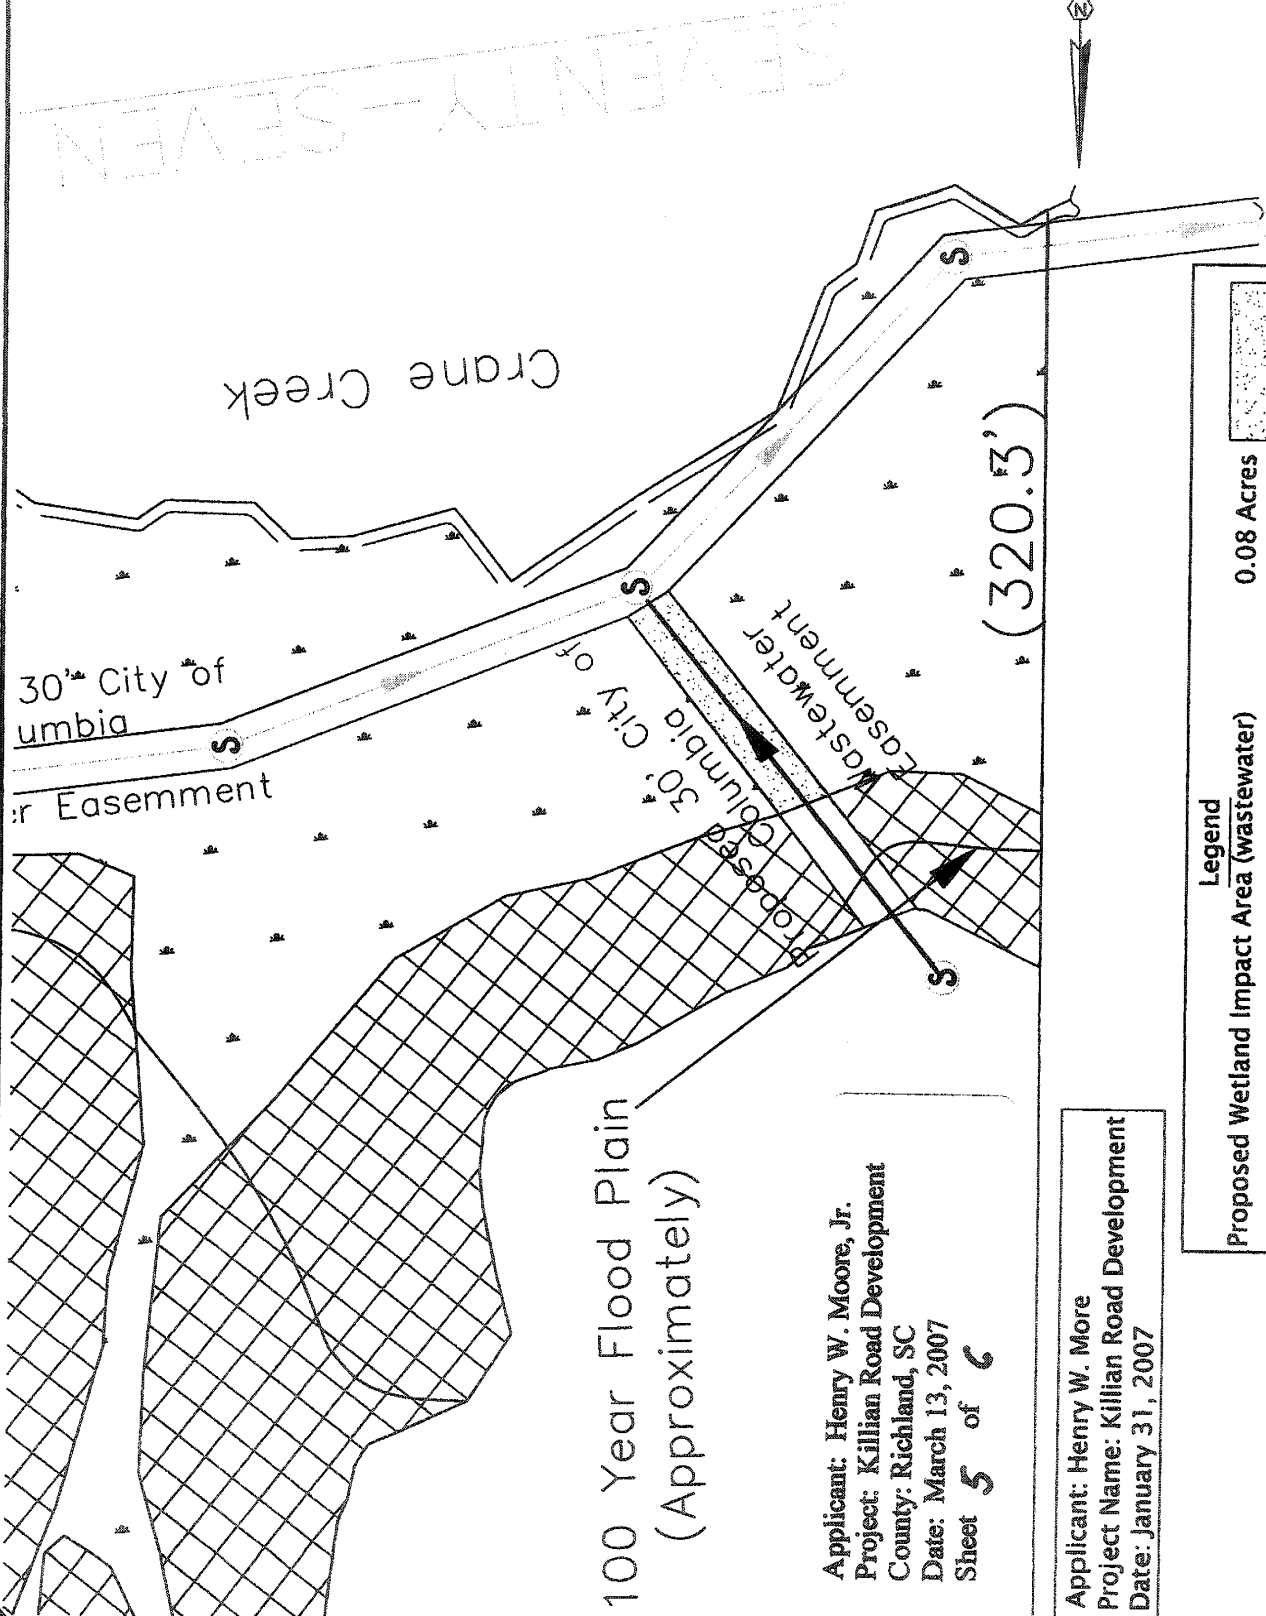 SEVENTY-SEVEN
Crane Creek
30' City of
umbia
r Easemment
Proposed
30' City of
Columbia
Wastewater
Easemment
(320.3')
100 Year Flood Plain
(Approximately)
S
S
S
S
N
Applicant: Henry W. Moore, Jr.
Project: Killian Road Development
County: Richland, SC
Date: March 13, 2007
Sheet 5 of 6
Applicant: Henry W. More
Project Name: Killian Road Development
Date: January 31, 2007
Legend
Proposed Wetland Impact Area (wastewater) 0.08 Acres